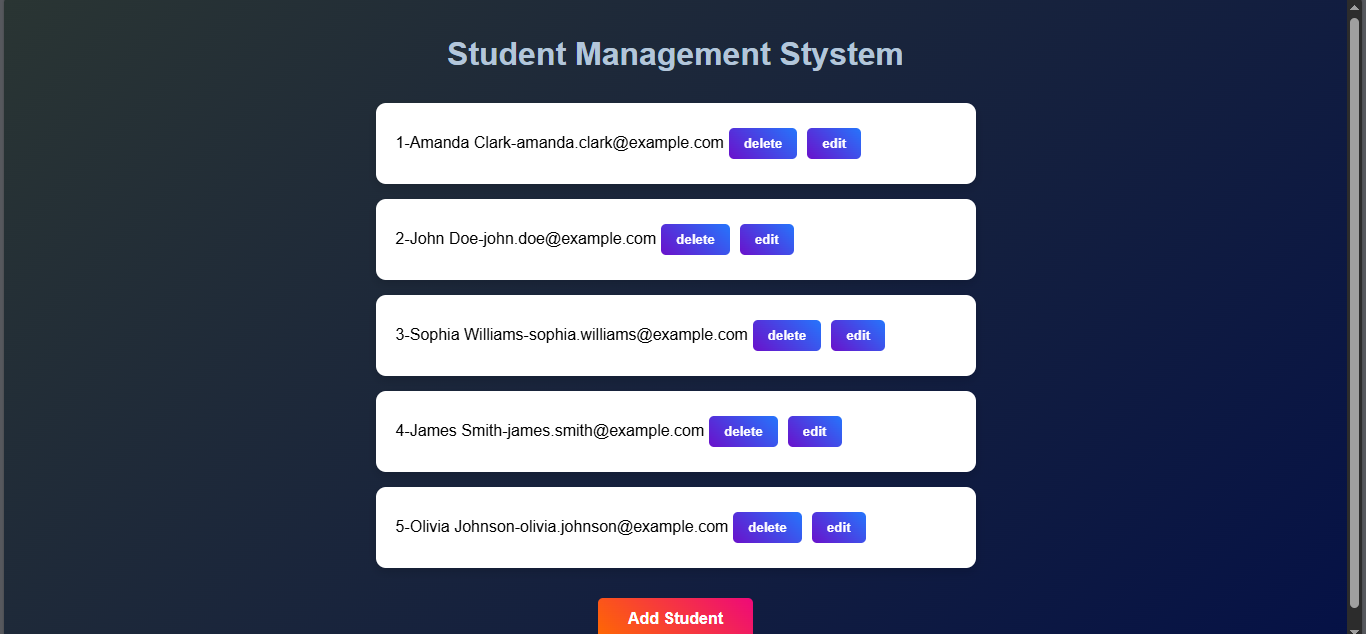 Student Management Stystem
1-Amanda Clark-amanda.clark@example.com delete edit
2-John Doe-john.doe@example.com delete edit
3-Sophia Williams-sophia.williams@example.com delete edit
4-James Smith-james.smith@example.com delete edit
5-Olivia Johnson-olivia.johnson@example.com delete edit
Add Student